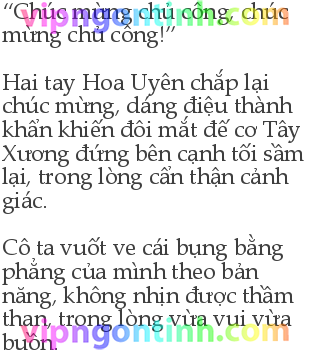 “Chúc mừng chủ công, chúc
mừng chủ công!”
Hai tay Hoa Uyên chắp lại
chúc mừng, dáng điệu thành
khẩn khiến đôi mắt đế cơ Tây
Xương đứng bên cạnh tối sầm
lại, trong lòng cẩn thận cảnh
giác.
Cô ta vuốt ve cái bụng bằng
phẳng của mình theo bản
năng, không nhịn được thầm
than, trong lòng vừa vui vừa
buồn.
vipngontinh.com
vipngontinh.com